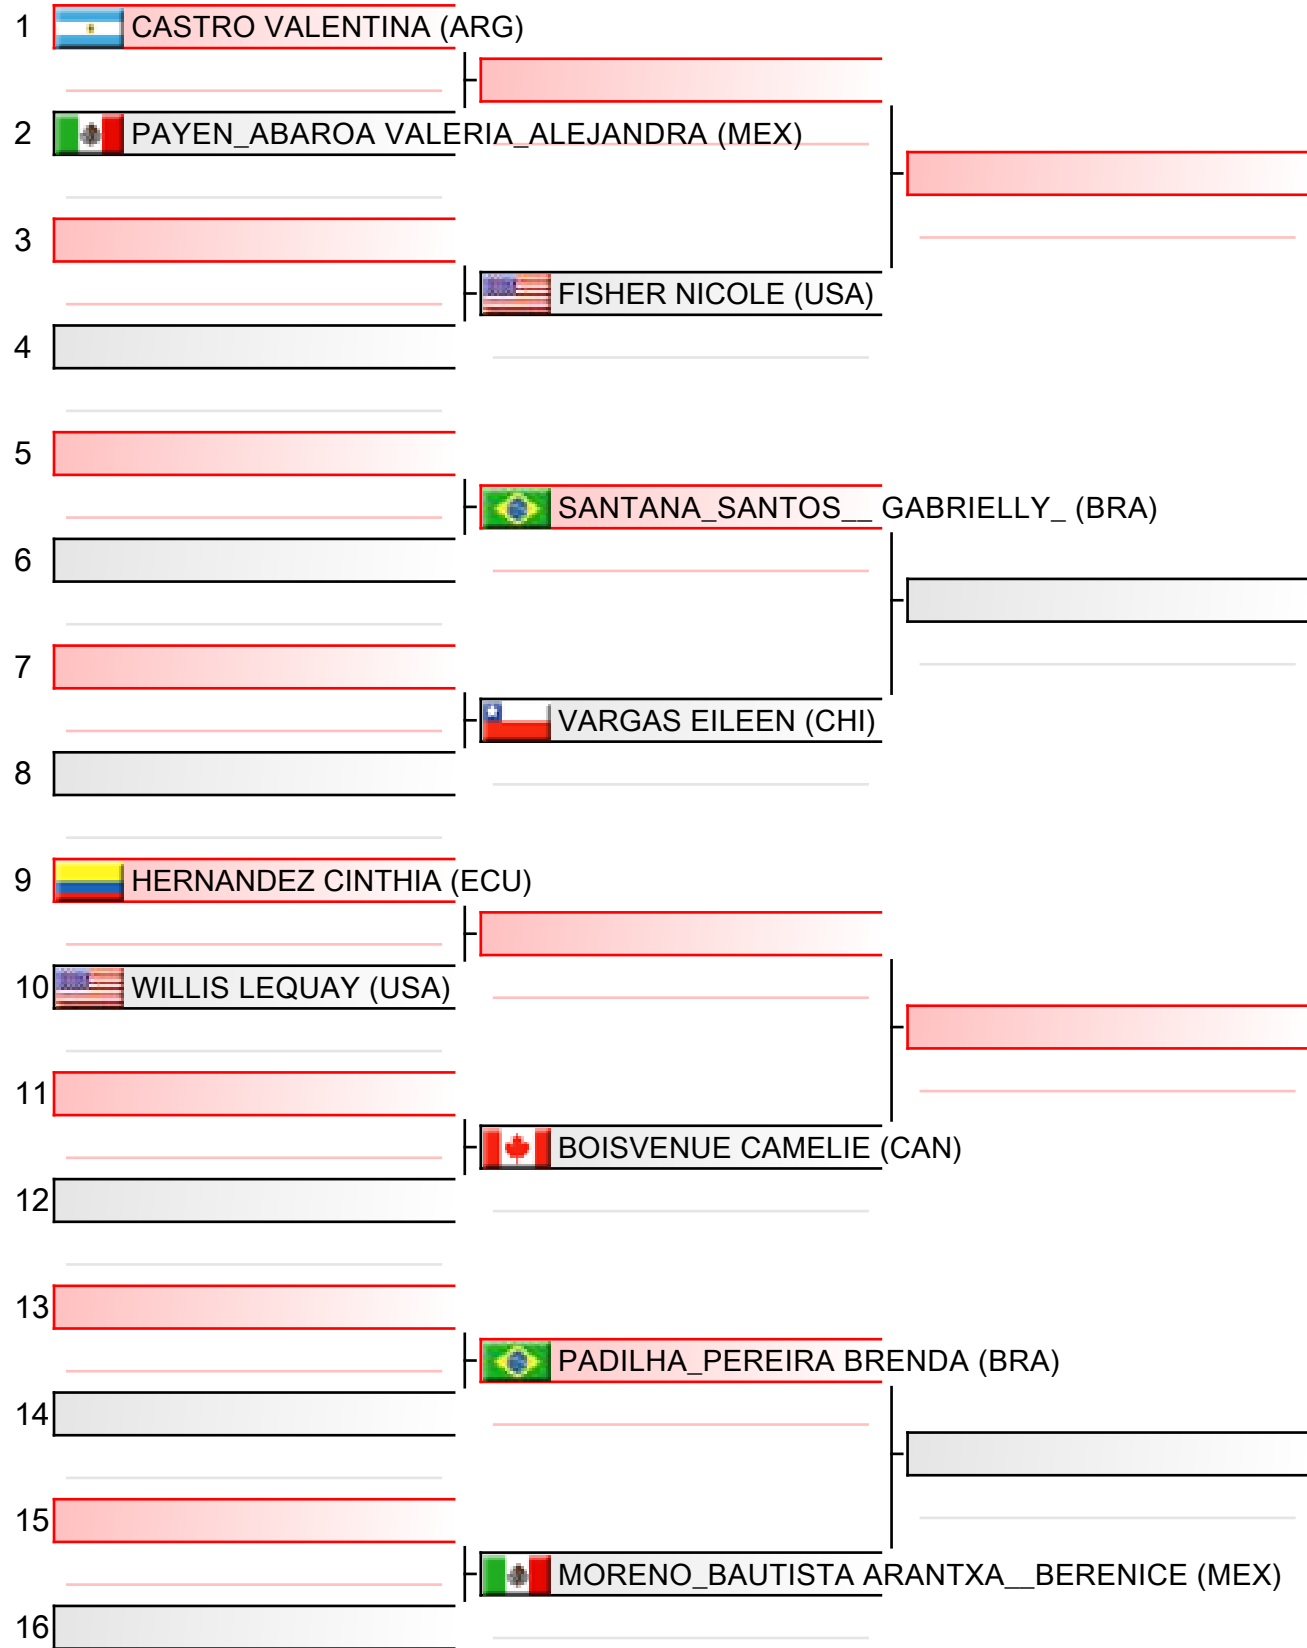 1 CASTRO VALENTINA (ARG)
2 PAYEN_ABAROA VALERIA_ALEJANDRA (MEX)
3
FISHER NICOLE (USA)
4
5
SANTANA_SANTOS__ GABRIELLY_ (BRA)
6
7
VARGAS EILEEN (CHI)
8
9 HERNANDEZ CINTHIA (ECU)
10 WILLIS LEQUAY (USA)
11
BOISVENUE CAMELIE (CAN)
12
13
PADILHA_PEREIRA BRENDA (BRA)
14
15
MORENO_BAUTISTA ARANTXA__BERENICE (MEX)
16